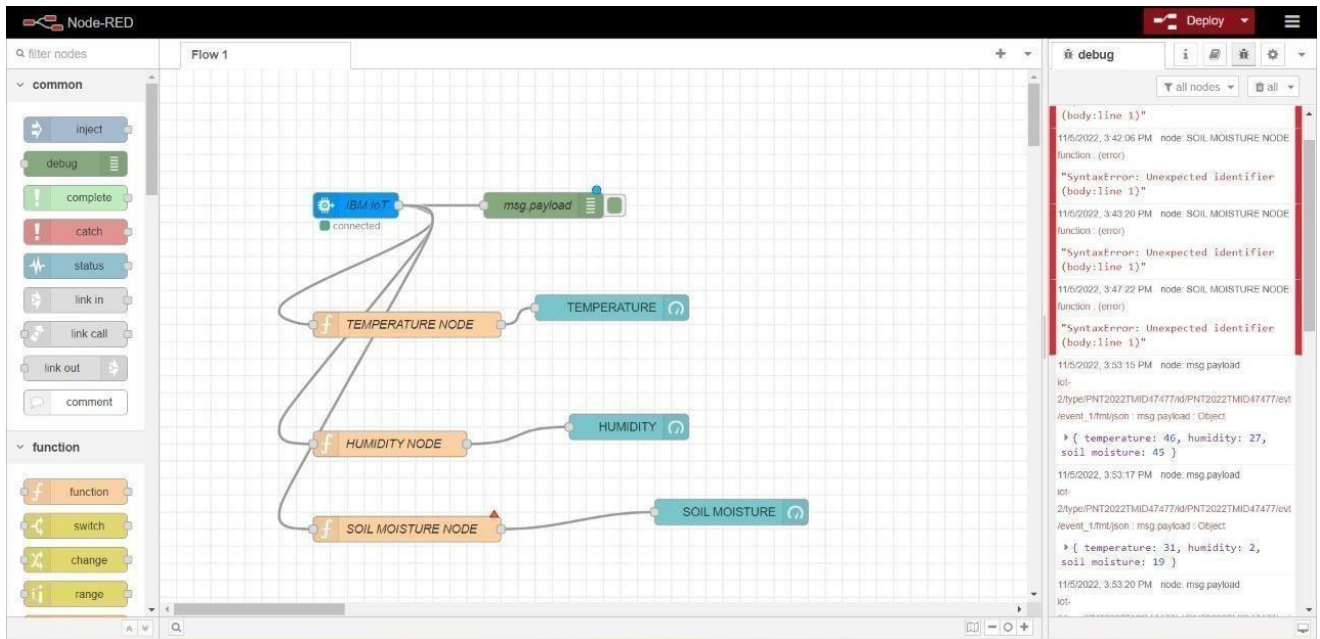 Node-RED
Deploy
filter nodes
Flow 1
debug
i
common
all nodes
all
inject
debug
complete
catch
status
link in
link call
link out
comment
function
function
switch
change
range
IBM IoT
connected
msg.payload
TEMPERATURE NODE
TEMPERATURE
HUMIDITY NODE
HUMIDITY
SOIL MOISTURE NODE
SOIL MOISTURE
(body:line 1)"
11/5/2022, 3:42:06 PM node: SOIL MOISTURE NODE
function : (error)
"SyntaxError: Unexpected identifier
(body:line 1)"
11/5/2022, 3:43:20 PM node: SOIL MOISTURE NODE
function : (error)
"SyntaxError: Unexpected identifier
(body:line 1)"
11/5/2022, 3:47:22 PM node: SOIL MOISTURE NODE
function : (error)
"SyntaxError: Unexpected identifier
(body:line 1)"
11/5/2022, 3:53:15 PM node: msg.payload
iot-
2/type/PNT2022TMID47477/id/PNT2022TMID47477/evt
/event_1/fmt/json : msg.payload : Object
{ temperature: 46, humidity: 27,
soil moisture: 45 }
11/5/2022, 3:53:17 PM node: msg.payload
iot-
2/type/PNT2022TMID47477/id/PNT2022TMID47477/evt
/event_1/fmt/json : msg.payload : Object
{ temperature: 31, humidity: 2,
soil moisture: 19 }
11/5/2022, 3:53:20 PM node: msg.payload
iot-